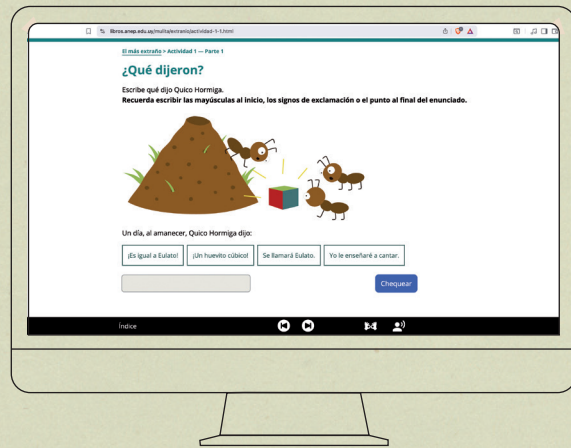 libros.anep.edu.uy/mulita/extranio/actividad-1-1.html
El más extraño > Actividad 1 — Parte 1
¿Qué dijeron?
Escribe qué dijo Quico Hormiga.
Recuerda escribir las mayúsculas al inicio, los signos de exclamación o el punto al final del enunciado.
Un día, al amanecer, Quico Hormiga dijo:
¡Es igual a Eulato! ¡Un huevito cúbico! Se llamará Eulato. Yo le enseñaré a cantar.
Chequear
Índice